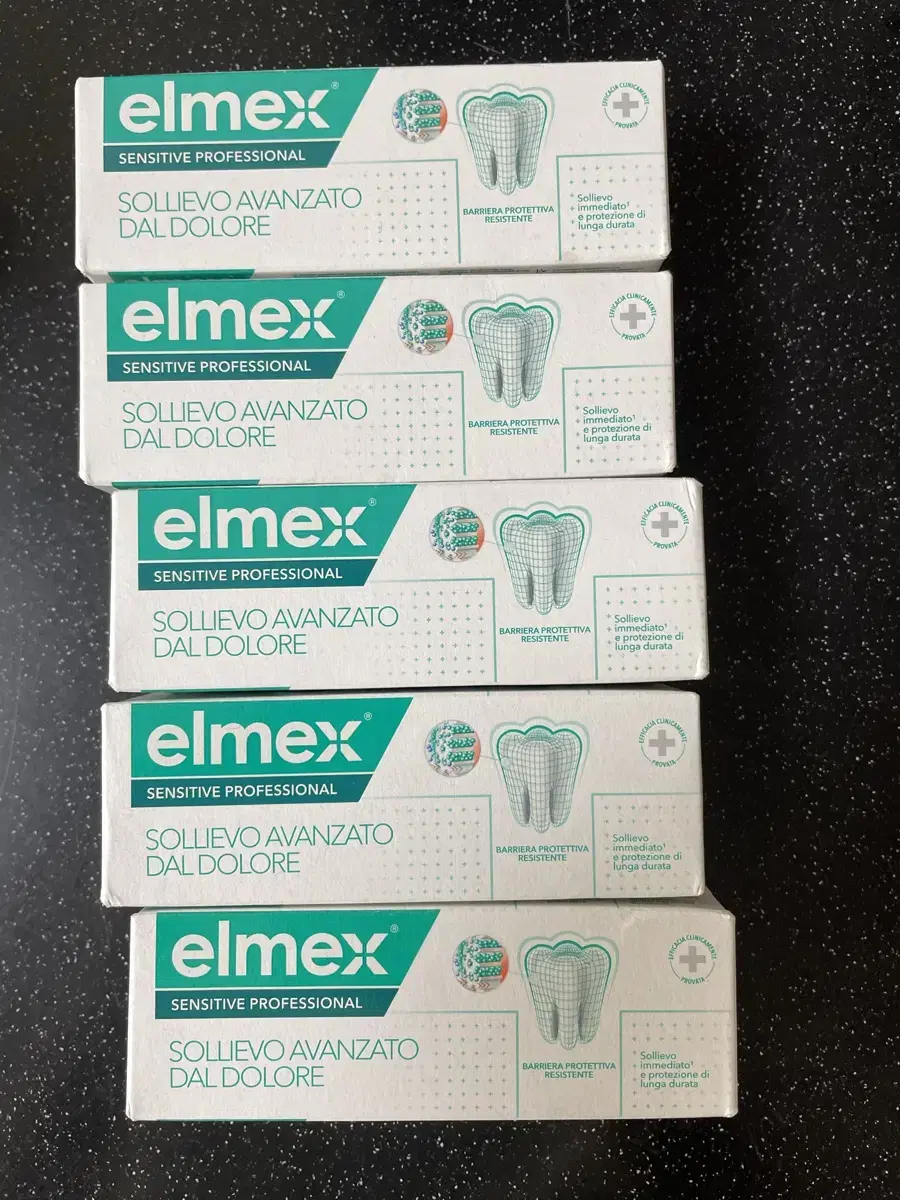 elmex®
SENSITIVE PROFESSIONAL
SOLLIEVO AVANZATO
DAL DOLORE
BARRIERA PROTETTIVA
RESISTENTE
EFFICACIA CLINICAMENTE
PROVATA
Sollievo
immediato¹
e protezione di
lunga durata
elmex®
SENSITIVE PROFESSIONAL
SOLLIEVO AVANZATO
DAL DOLORE
BARRIERA PROTETTIVA
RESISTENTE
EFFICACIA CLINICAMENTE
PROVATA
Sollievo
immediato¹
e protezione di
lunga durata
elmex®
SENSITIVE PROFESSIONAL
SOLLIEVO AVANZATO
DAL DOLORE
BARRIERA PROTETTIVA
RESISTENTE
EFFICACIA CLINICAMENTE
PROVATA
Sollievo
immediato¹
e protezione di
lunga durata
elmex®
SENSITIVE PROFESSIONAL
SOLLIEVO AVANZATO
DAL DOLORE
BARRIERA PROTETTIVA
RESISTENTE
EFFICACIA CLINICAMENTE
PROVATA
Sollievo
immediato¹
e protezione di
lunga durata
elmex®
SENSITIVE PROFESSIONAL
SOLLIEVO AVANZATO
DAL DOLORE
BARRIERA PROTETTIVA
RESISTENTE
EFFICACIA CLINICAMENTE
PROVATA
Sollievo
immediato¹
e protezione di
lunga durata